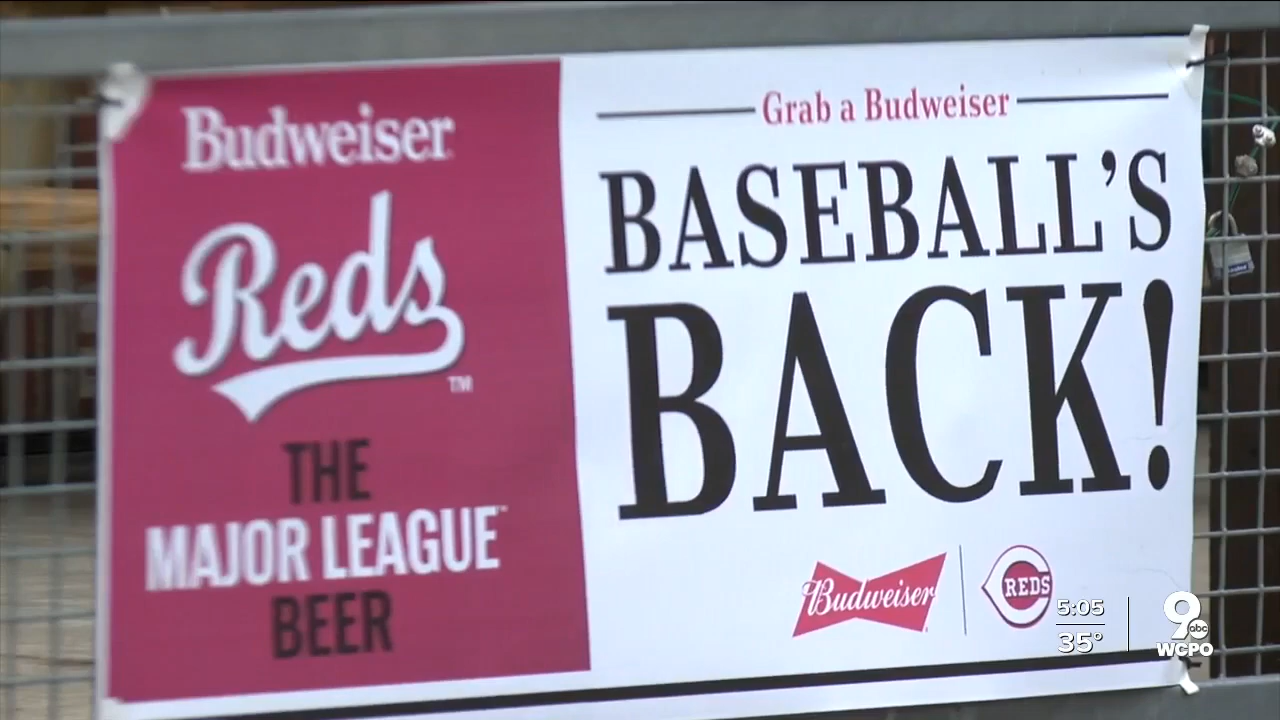 Budweiser
Reds
TM
THE
MAJOR LEAGUE
BEER
Grab a Budweiser
BASEBALL'S
BACK!
Budweiser
REDS
5:05
35°
9 abc
WCPO